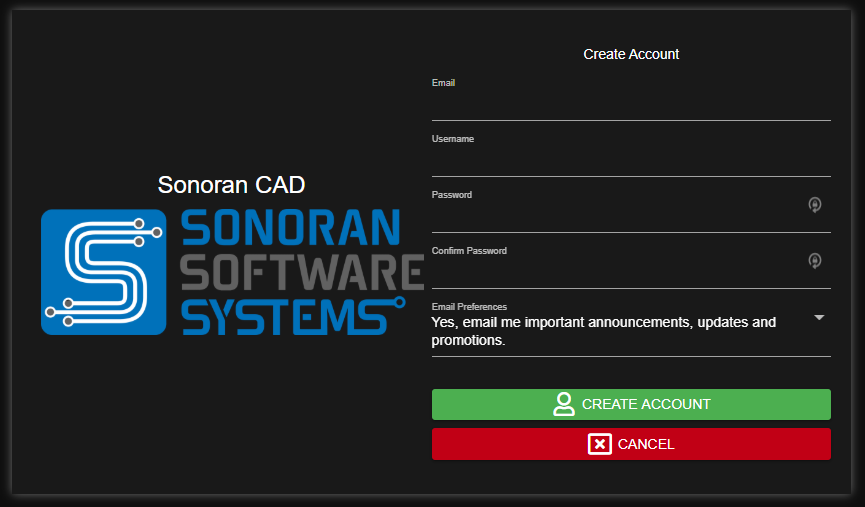 Sonoran CAD
SONORAN
SOFTWARE
SYSTEMS
Create Account
Email
Username
Password
Confirm Password
Email Preferences
Yes, email me important announcements, updates and
promotions.
CREATE ACCOUNT
CANCEL